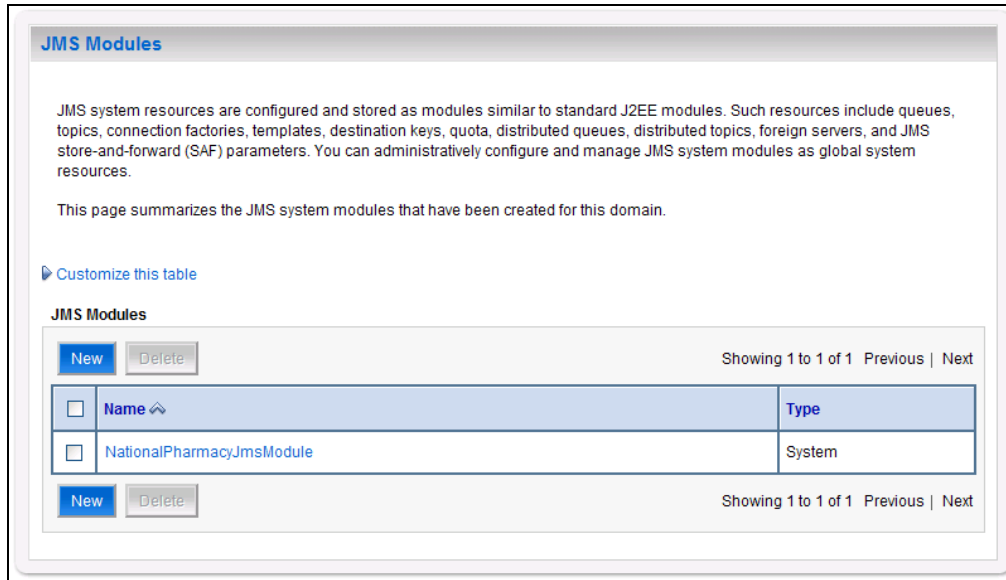 JMS Modules
JMS system resources are configured and stored as modules similar to standard J2EE modules. Such resources include queues,
topics, connection factories, templates, destination keys, quota, distributed queues, distributed topics, foreign servers, and JMS
store-and-forward (SAF) parameters. You can administratively configure and manage JMS system modules as global system
resources.
This page summarizes the JMS system modules that have been created for this domain.
Customize this table
JMS Modules
New Delete Showing 1 to 1 of 1 Previous | Next
Name Type
NationalPharmacyJmsModule System
New Delete Showing 1 to 1 of 1 Previous | Next